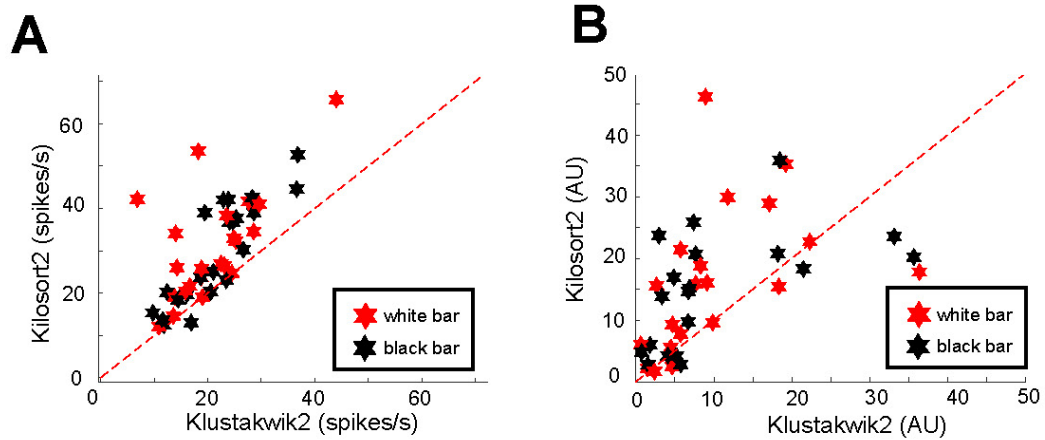 A
Kilosort2 (spikes/s)
60
40
20
0
0 20 40 60
Klustakwik2 (spikes/s)
white bar
black bar
B
Kilosort2 (AU)
50
40
30
20
10
0
0 10 20 30 40 50
Klustakwik2 (AU)
white bar
black bar